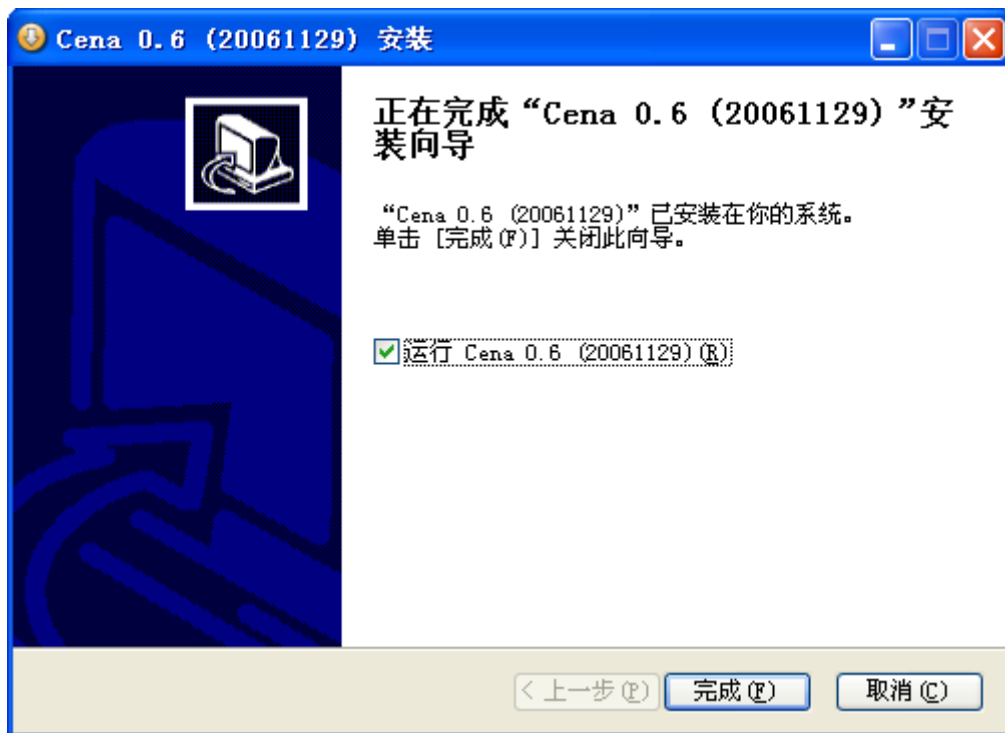 Cena 0.6 (20061129) 安装
正在完成“Cena 0.6 (20061129)”安
装向导
“Cena 0.6 (20061129)”已安装在你的系统。
单击 [完成(F)] 关闭此向导。
运行 Cena 0.6 (20061129)(R)
< 上一步(P) 完成(F) 取消(C)